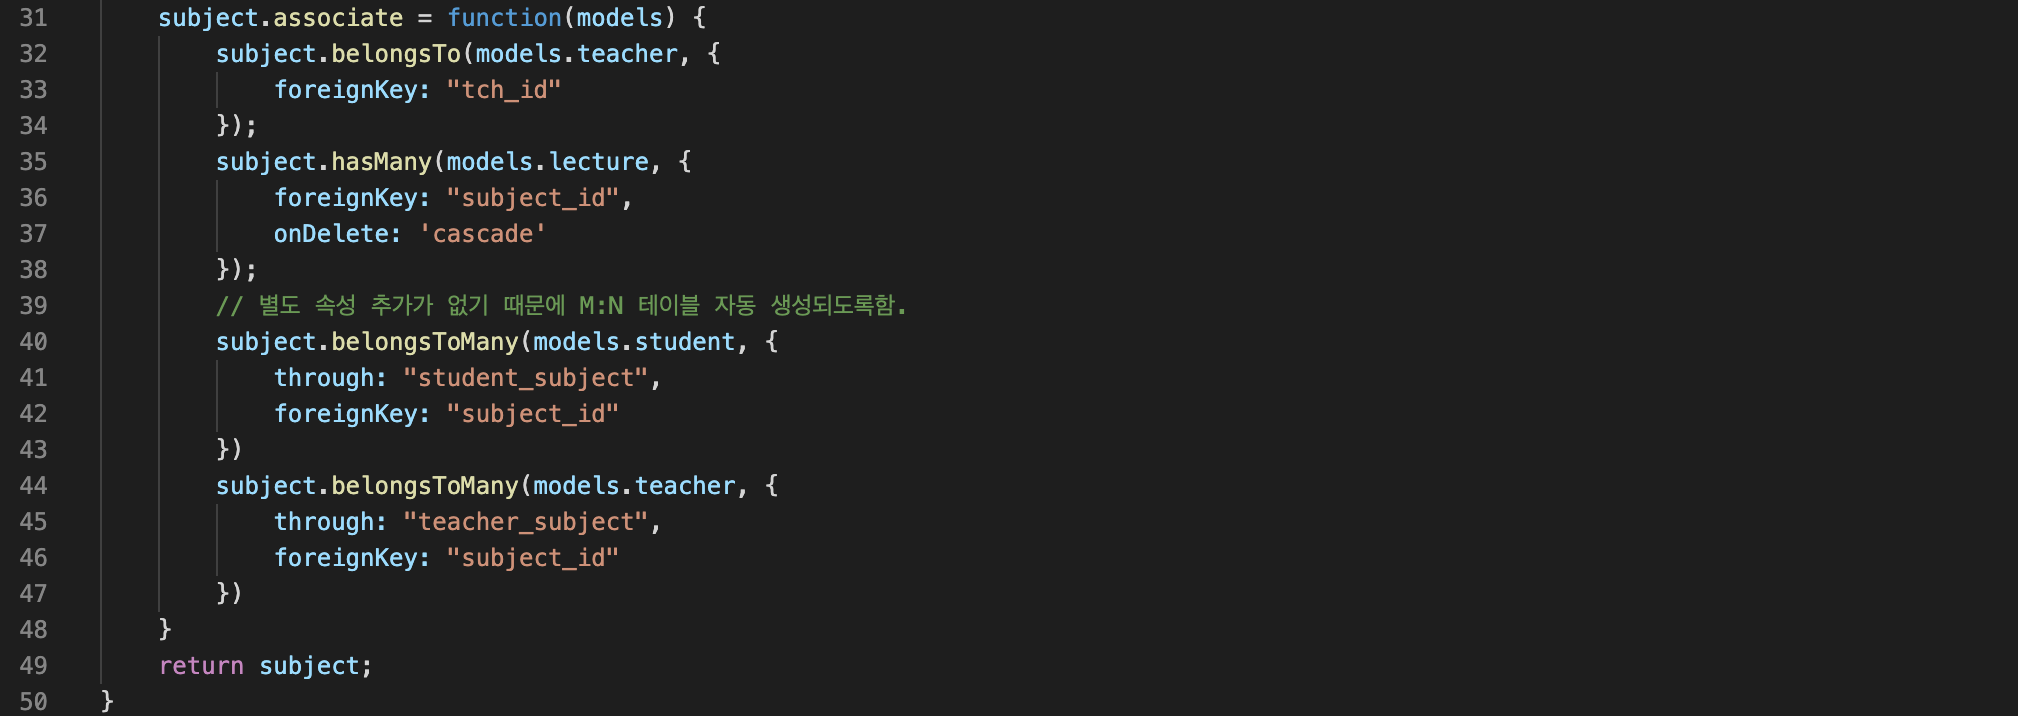 31 subject.associate = function(models) {
32 subject.belongsTo(models.teacher, {
33 foreignKey: "tch_id"
34 });
35 subject.hasMany(models.lecture, {
36 foreignKey: "subject_id",
37 onDelete: 'cascade'
38 });
39 // 별도 속성 추가가 없기 때문에 M:N 테이블 자동 생성되도록함.
40 subject.belongsToMany(models.student, {
41 through: "student_subject",
42 foreignKey: "subject_id"
43 })
44 subject.belongsToMany(models.teacher, {
45 through: "teacher_subject",
46 foreignKey: "subject_id"
47 })
48 }
49 return subject;
50 }